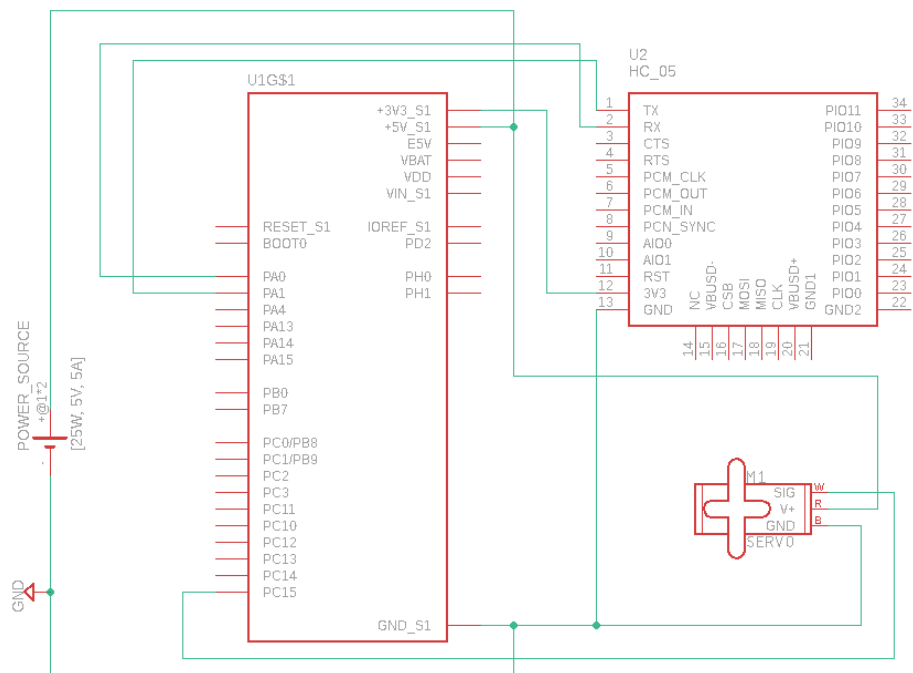 U1G$1
+3V3_S1
+5V_S1
E5V
VBAT
VDD
VIN_S1
RESET_S1
IOREF_S1
BOOT0
PD2
PA0
PH0
PA1
PH1
PA4
PA13
PA14
PA15
PB0
PB7
PC0/PB8
PC1/PB9
PC2
PC3
PC11
PC10
PC12
PC13
PC14
PC15
GND_S1
U2
HC_05
1 TX PIO11 34
2 RX PIO10 33
3 CTS PIO9 32
4 RTS PIO8 31
5 PCM_CLK PIO7 30
6 PCM_OUT PIO6 29
7 PCM_IN PIO5 28
8 PCN_SYNC PIO4 27
9 AIO0 PIO3 26
10 AIO1 PIO2 25
11 RST PIO1 24
12 3V3 PIO0 23
13 GND GND2 22
NC
VBUSD-
CSB
MOSI
MISO
CLK
VBUSD+
GND1
14
15
16
17
18
19
20
21
POWER_SOURCE
+@1*2
-
[25W, 5V, 5A]
GND
M1
SIG W
V+ R
GND B
SERVO